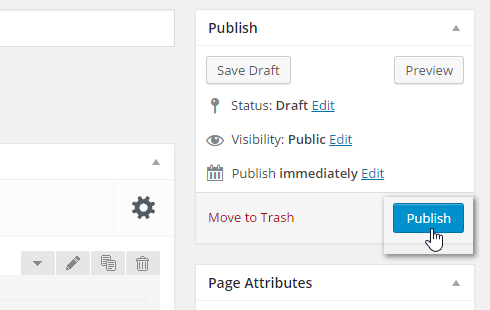 Publish
Save Draft Preview
Status: Draft Edit
Visibility: Public Edit
Publish immediately Edit
Move to Trash Publish
Page Attributes